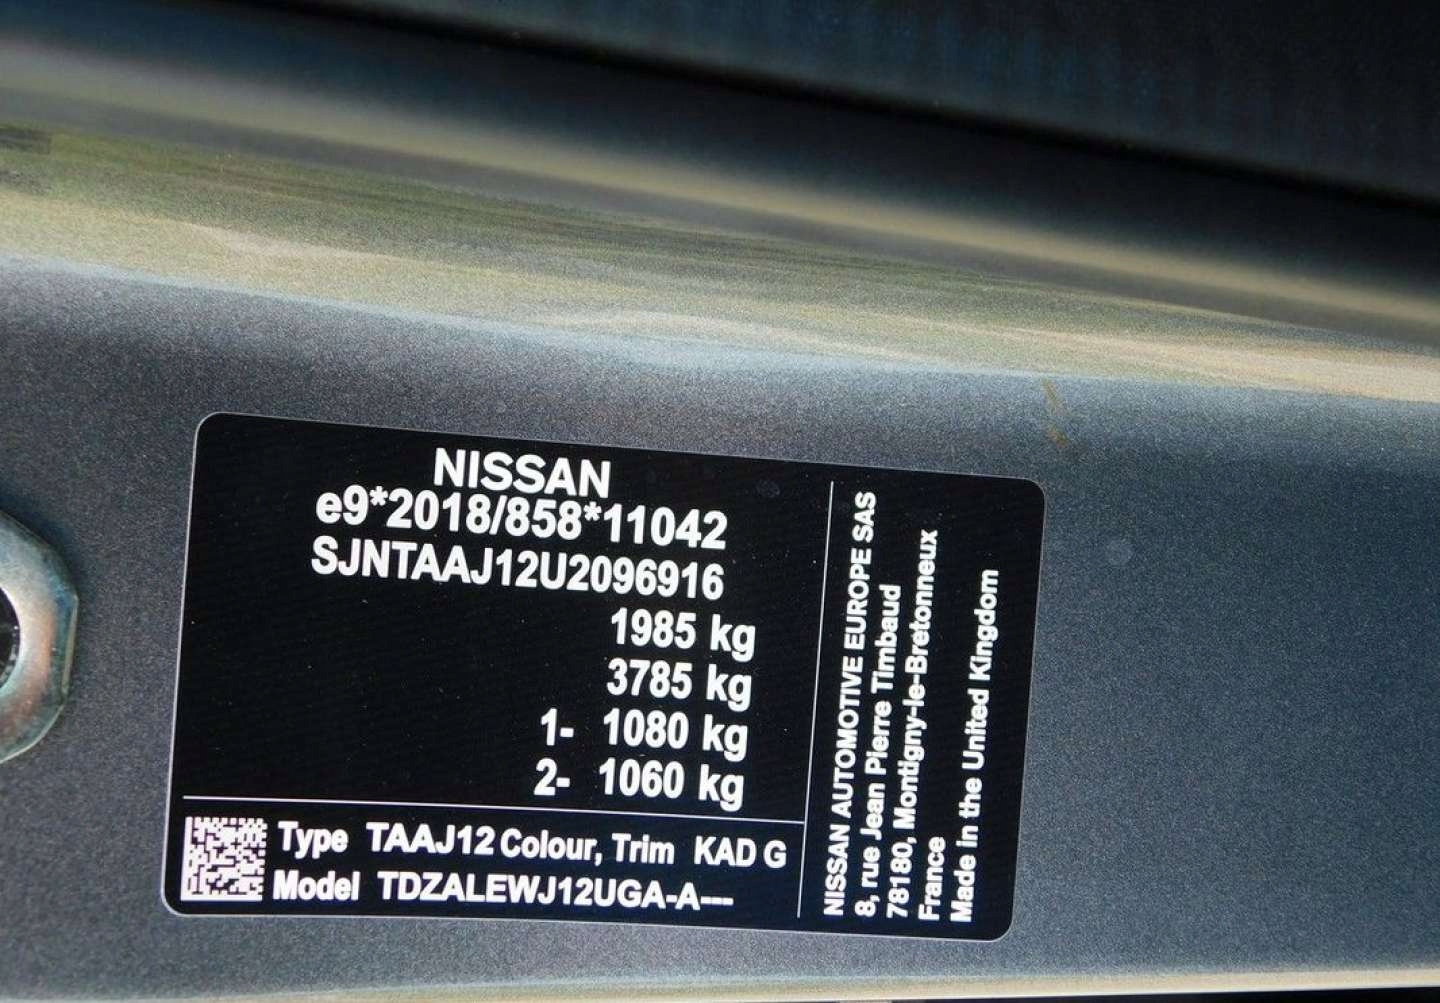 NISSAN
e9*2018/858*11042
SJNTAAJ12U2096916
1985 kg
3785 kg
1- 1080 kg
2- 1060 kg
Type TAAJ12 Colour, Trim KAD G
Model TDZALEWJ12UGA-A---
NISSAN AUTOMOTIVE EUROPE SAS
8, rue Jean Pierre Timbaud
78180, Montigny-le-Bretonneux
France
Made in the United Kingdom